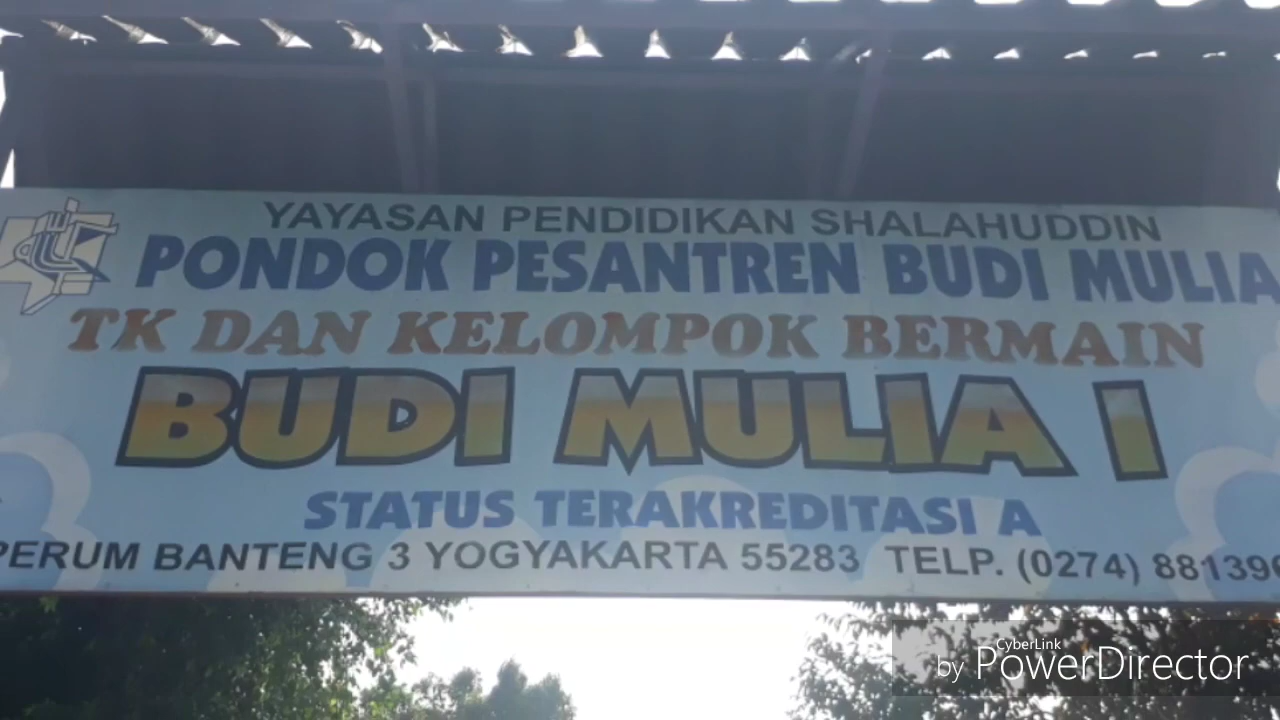 YAYASAN PENDIDIKAN SHALAHUDDIN
PONDOK PESANTREN BUDI MULIA
TK DAN KELOMPOK BERMAIN
BUDI MULIA I
STATUS TERAKREDITASI A
PERUM BANTENG 3 YOGYAKARTA 55283 TELP. (0274) 881396
CyberLink
by PowerDirector